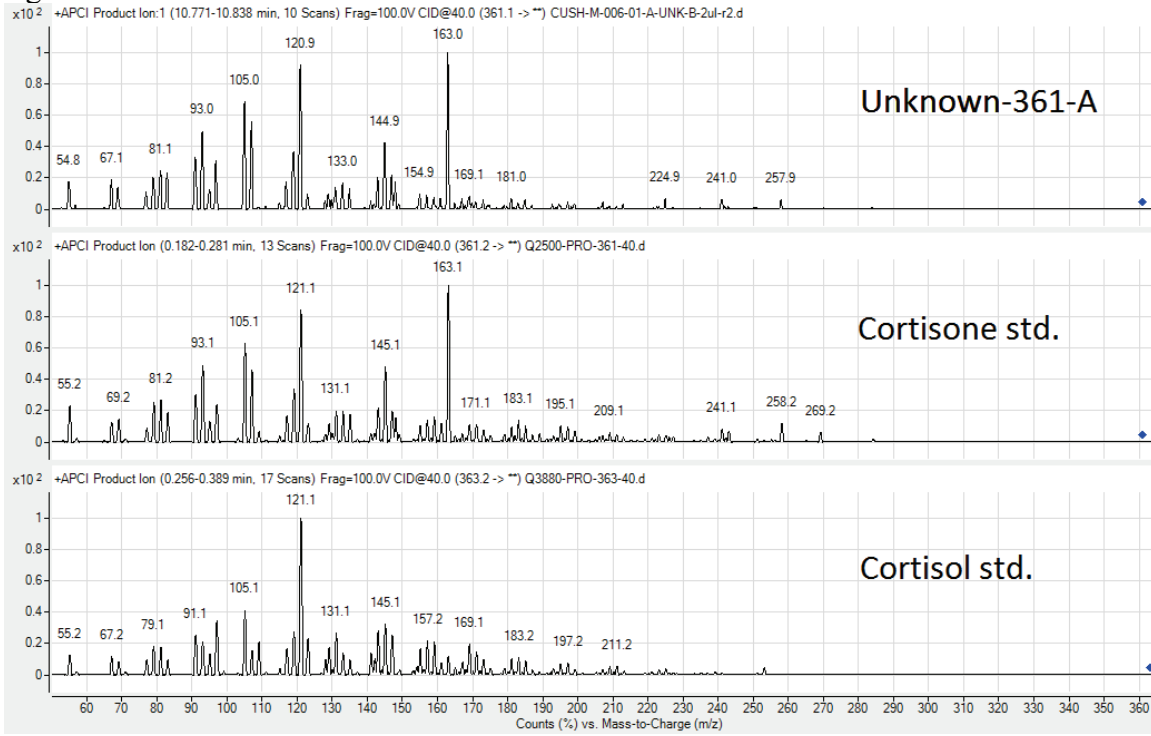 x10 2 +APCI Product Ion:1 (10.771-10.838 min, 10 Scans) Frag=100.0V CID@40.0 (361.1 -> **) CUSH-M-006-01-A-UNK-B-2ul-r2.d
1
0.8
0.6
0.4
0.2
0
54.8 67.1 81.1 93.0 105.0 120.9 133.0 144.9 154.9 163.0 169.1 181.0 224.9 241.0 257.9
Unknown-361-A
x10 2 +APCI Product Ion (0.182-0.281 min, 13 Scans) Frag=100.0V CID@40.0 (361.2 -> **) Q2500-PRO-361-40.d
1
0.8
0.6
0.4
0.2
0
55.2 69.2 81.2 93.1 105.1 121.1 131.1 145.1 163.1 171.1 183.1 195.1 209.1 241.1 258.2 269.2
Cortisone std.
x10 2 +APCI Product Ion (0.256-0.389 min, 17 Scans) Frag=100.0V CID@40.0 (363.2 -> **) Q3880-PRO-363-40.d
1
0.8
0.6
0.4
0.2
0
55.2 67.2 79.1 91.1 105.1 121.1 131.1 145.1 157.2 169.1 183.2 197.2 211.2
Cortisol std.
60 70 80 90 100 110 120 130 140 150 160 170 180 190 200 210 220 230 240 250 260 270 280 290 300 310 320 330 340 350 360
Counts (%) vs. Mass-to-Charge (m/z)